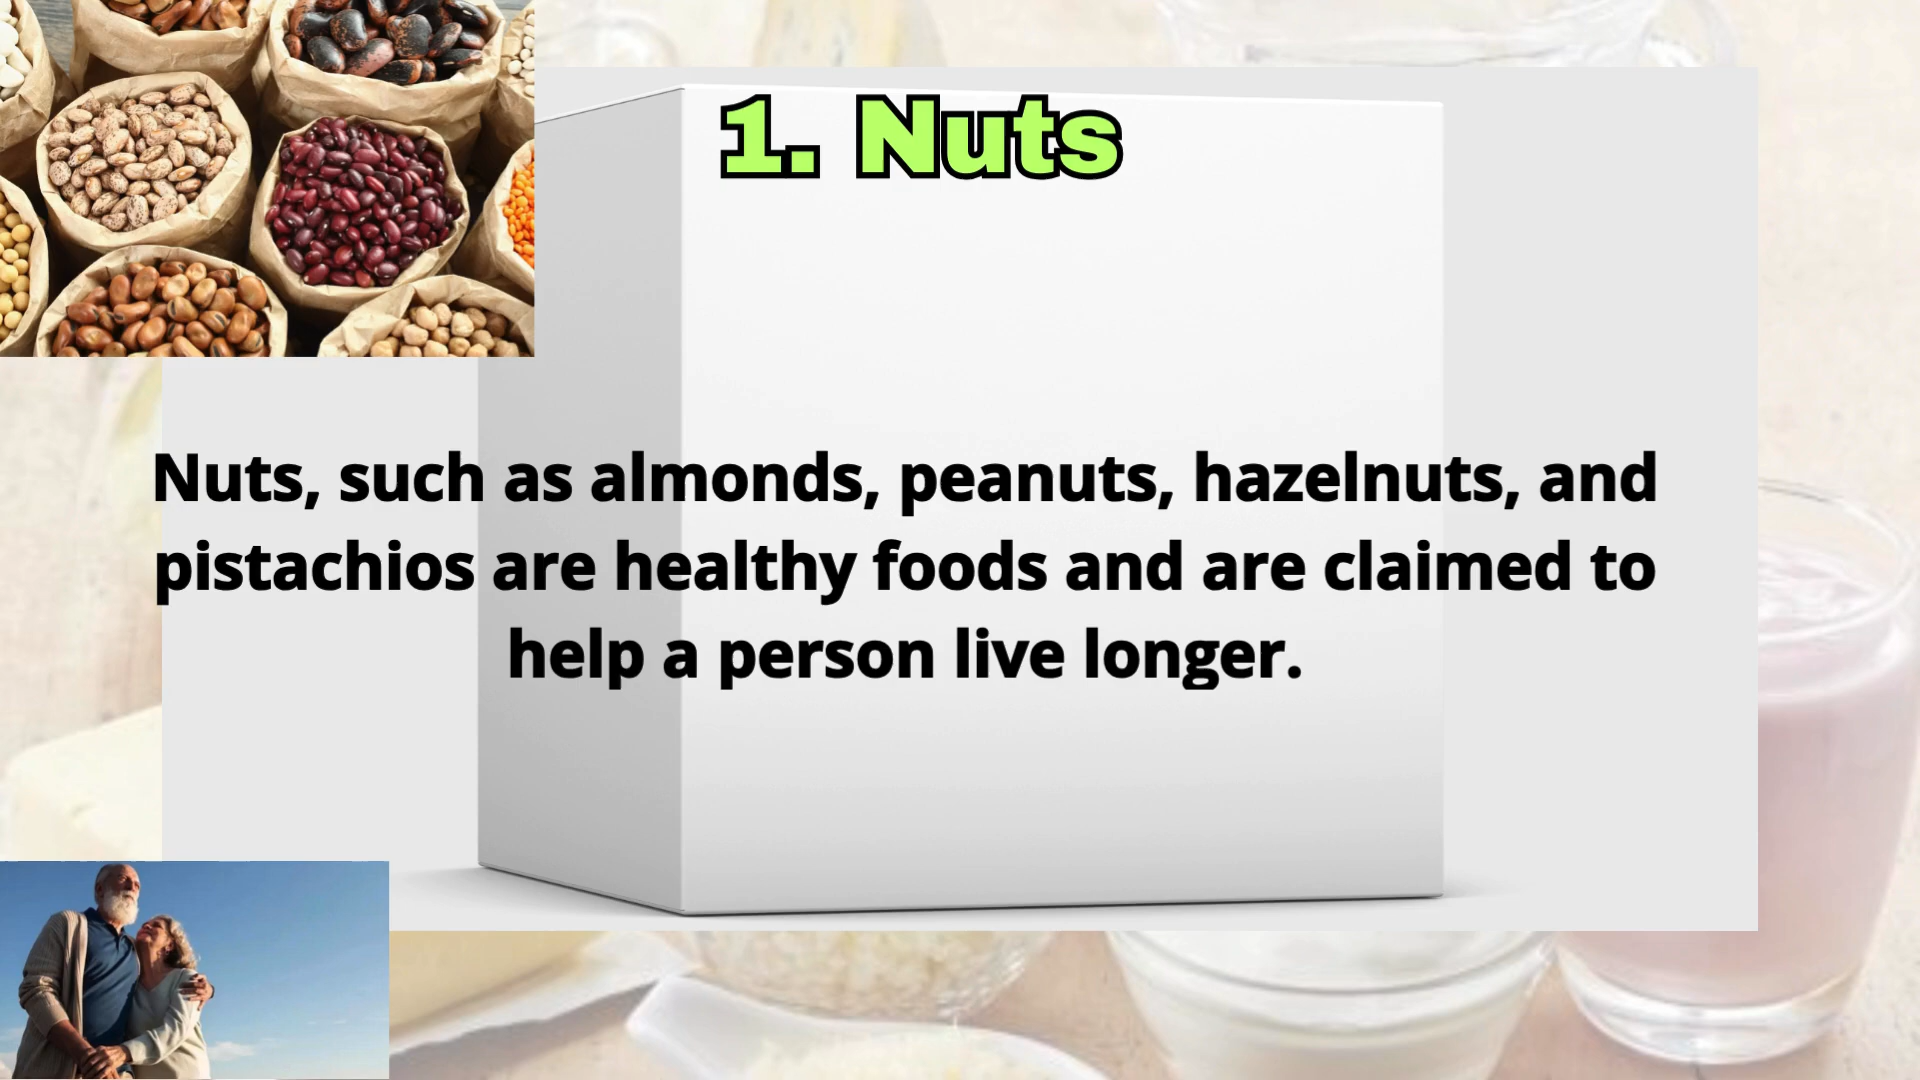 1. Nuts
Nuts, such as almonds, peanuts, hazelnuts, and
pistachios are healthy foods and are claimed to
help a person live longer.